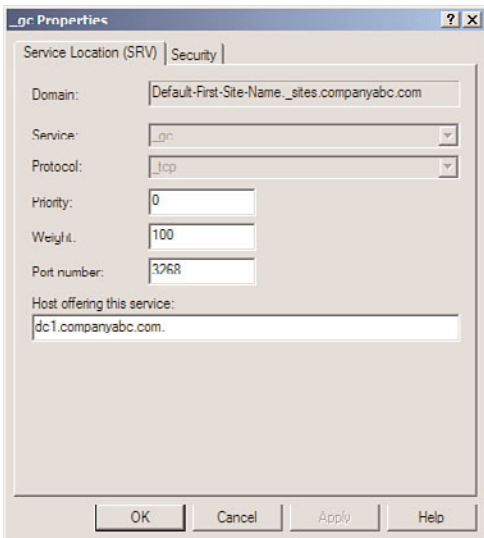 _gc Properties
Service Location (SRV) Security
Domain: Default-First-Site-Name._sites.companyabc.com
Service: _gc
Protocol: _tcp
Priority: 0
Weight: 100
Port number: 3268
Host offering this service:
dc1.companyabc.com.
OK Cancel Apply Help